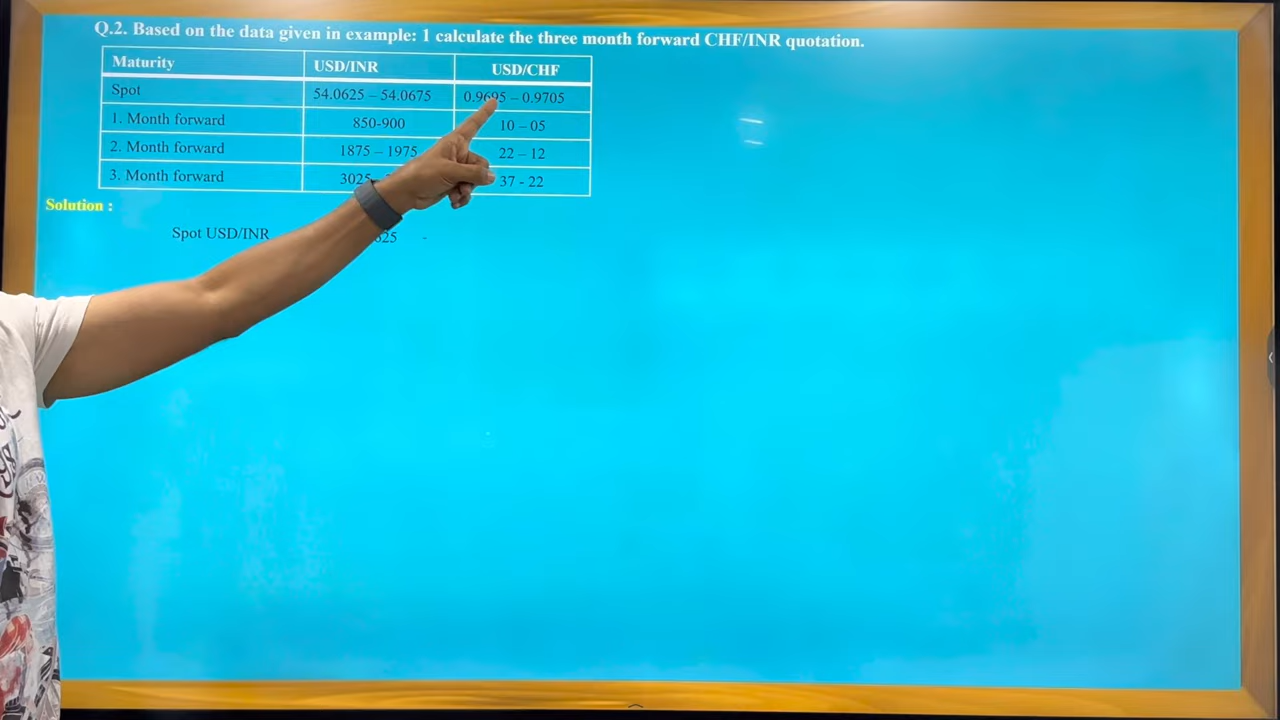 Q.2. Based on the data given in example: 1 calculate the three month forward CHF/INR quotation.
Maturity USD/INR USD/CHF
Spot 54.0625 – 54.0675 0.9695 – 0.9705
1. Month forward 850-900 10 – 05
2. Month forward 1875 – 1975 22 – 12
3. Month forward 3025- 37 - 22
Solution :
Spot USD/INR -